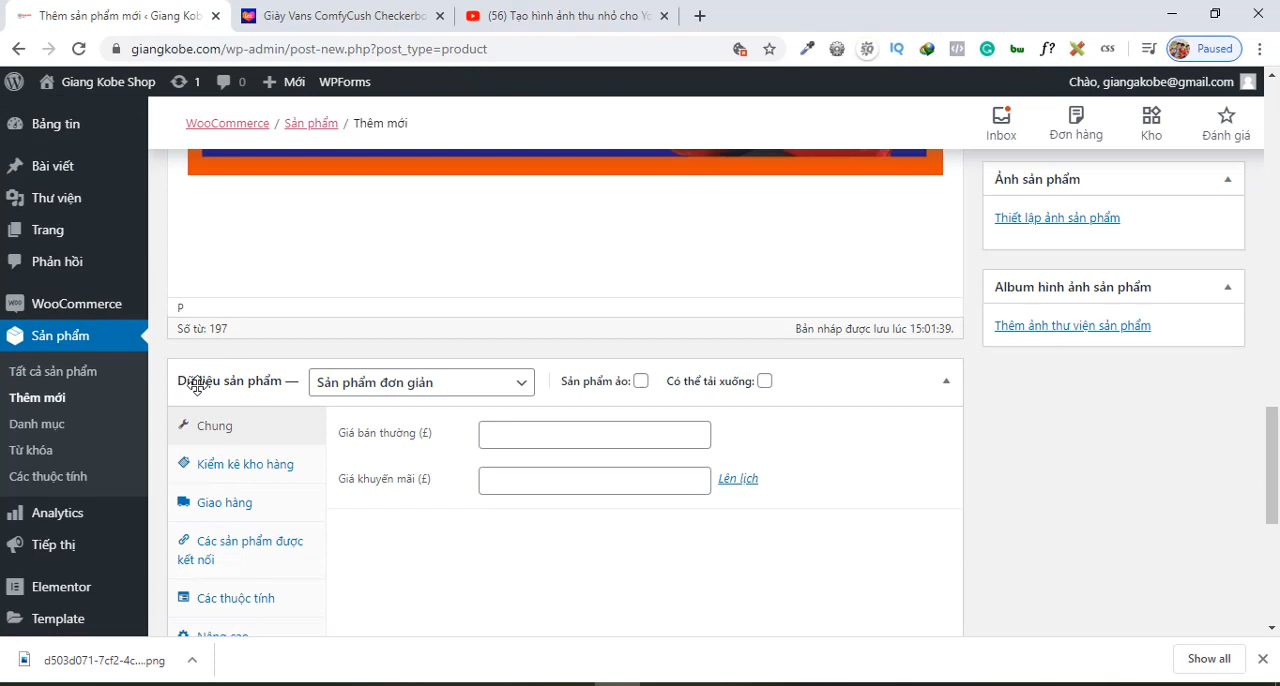 Thêm sản phẩm mới ‹ Giang Kob
Giày Vans ComfyCush Checkerbo
(56) Tạo hình ảnh thu nhỏ cho Yo
giangkobe.com/wp-admin/post-new.php?post_type=product
IQ
bw
f?
css
Paused
Giang Kobe Shop
1
0
Mới
WPForms
Chào, giangakobe@gmail.com
Bảng tin
Bài viết
Thư viện
Trang
Phản hồi
WooCommerce
Sản phẩm
Tất cả sản phẩm
Thêm mới
Danh mục
Từ khóa
Các thuộc tính
Analytics
Tiếp thị
Elementor
Template
WooCommerce / Sản phẩm / Thêm mới
Inbox
Đơn hàng
Kho
Đánh giá
p
Số từ: 197
Bản nháp được lưu lúc 15:01:39.
sản phẩm —
Sản phẩm đơn giản
Sản phẩm ảo:
Có thể tải xuống:
Chung
Kiểm kê kho hàng
Giao hàng
Các sản phẩm được
kết nối
Các thuộc tính
Nâng cao
Giá bán thường (£)
Giá khuyến mãi (£)
Lên lịch
Ảnh sản phẩm
Thiết lập ảnh sản phẩm
Album hình ảnh sản phẩm
Thêm ảnh thư viện sản phẩm
d503d071-7cf2-4c....png
Show all